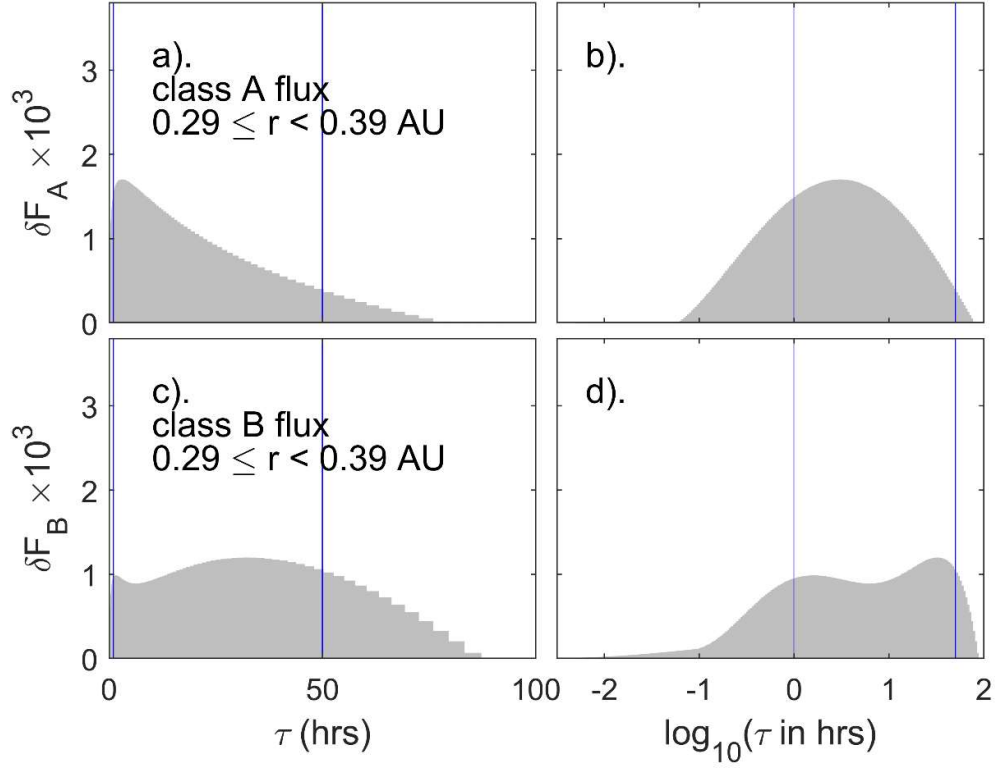 a).
class A flux
0.29 ≤ r < 0.39 AU
b).
δF_A ×10^3
3
2
1
0
c).
class B flux
0.29 ≤ r < 0.39 AU
d).
δF_B ×10^3
3
2
1
0
0 50 100
-2 -1 0 1 2
τ (hrs)
log_10(τ in hrs)